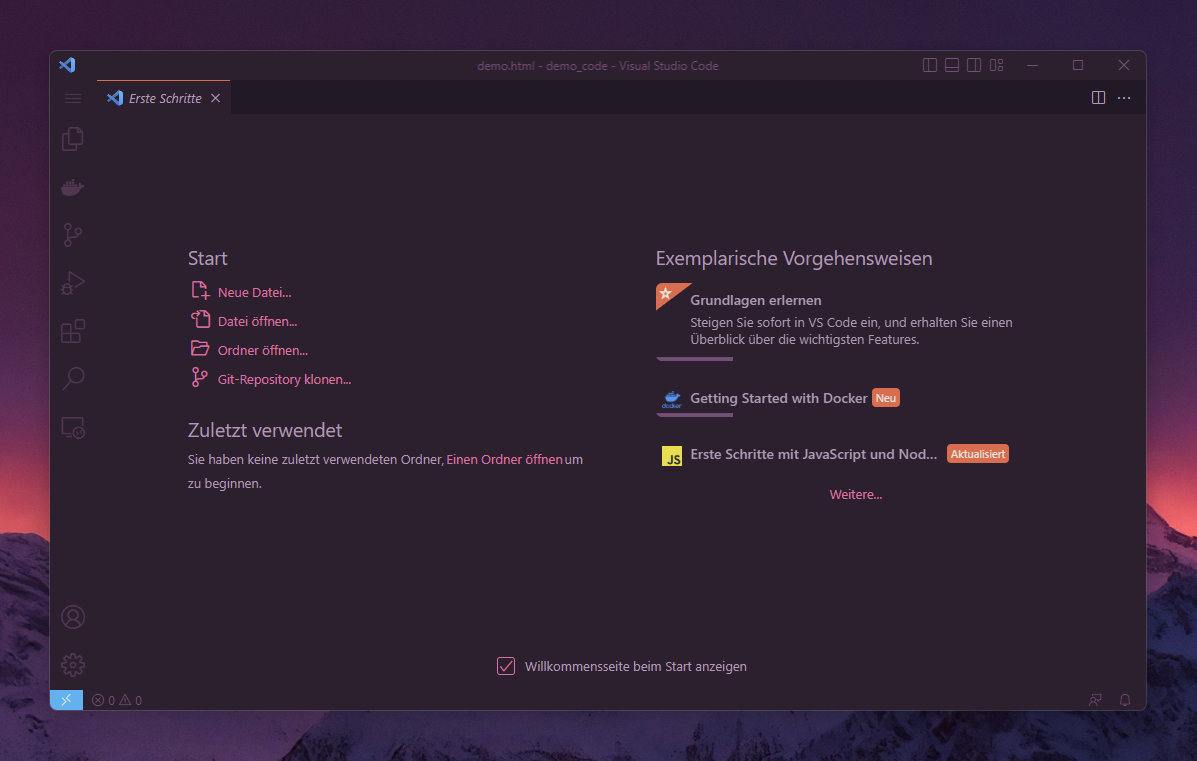 demo.html - demo_code - Visual Studio Code
Erste Schritte
Start
Neue Datei...
Datei öffnen...
Ordner öffnen...
Git-Repository klonen...
Zuletzt verwendet
Sie haben keine zuletzt verwendeten Ordner, Einen Ordner öffnen um
zu beginnen.
Exemplarische Vorgehensweisen
Grundlagen erlernen
Steigen Sie sofort in VS Code ein, und erhalten Sie einen
Überblick über die wichtigsten Features.
docker
Getting Started with Docker Neu
JS
Erste Schritte mit JavaScript und Nod... Aktualisiert
Weitere...
Willkommensseite beim Start anzeigen
0 0